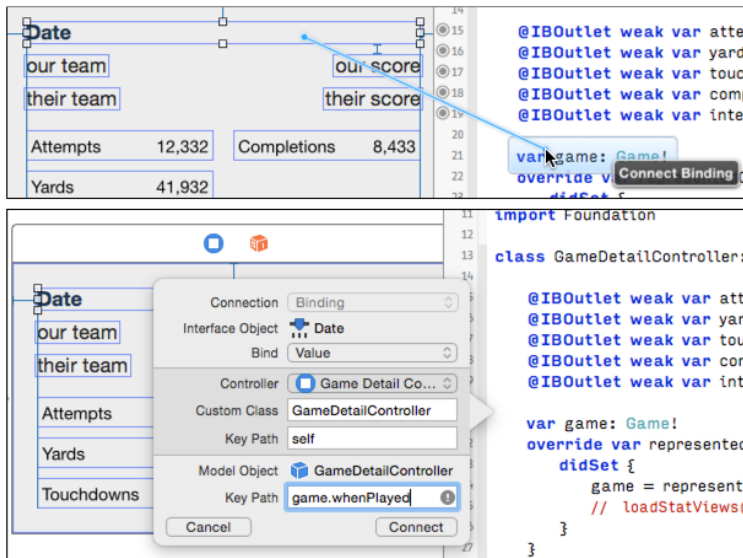 14
Date
15 @IBOutlet weak var atte
16 @IBOutlet weak var yard
our team our score
17 @IBOutlet weak var touc
18 @IBOutlet weak var comp
their team their score
19 @IBOutlet weak var inte
20
Attempts 12,332 Completions 8,433
21 var game: Game!
Connect Binding
22 override va
Yards 41,932
didSet {
11 import Foundation
12
13 class GameDetailController:
14
Date
@IBOutlet weak var att
our team
@IBOutlet weak var yar
@IBOutlet weak var tou
their team
@IBOutlet weak var com
@IBOutlet weak var int
Attempts
Yards
Touchdowns
Connection Binding
Interface Object Date
Bind Value
Controller Game Detail Co...
Custom Class GameDetailController
Key Path self
Model Object GameDetailController
Key Path game.whenPlayed
Cancel Connect
var game: Game!
override var represented
didSet {
game = represent
// loadStatViews(
}
27 }